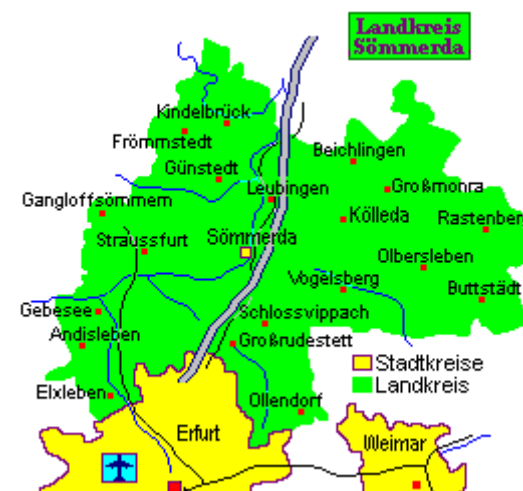 Landkreis
Sömmerda
Kindelbrück
Frömmstedt
Beichlingen
Günstedt
Leubingen
Großmonra
Gangloffsömmern
Kölleda
Rastenber
Straussfurt
Sömmerda
Olbersleben
Vogelsberg
Buttstädt
Gebesee
Schlossvippach
Andisleben
Großrudestett
Stadtkreise
Landkreis
Elxleben
Ollendorf
Erfurt
Weimar